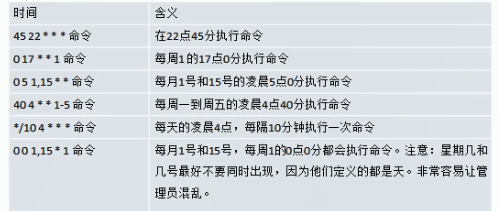 时间 含义
45 22 * * * 命令 在22点45分执行命令
0 17 * * 1 命令 每周1 的17点0分执行命令
0 5 1,15 * * 命令 每月1号和15号的凌晨5点0分执行命令
40 4 * * 1-5 命令 每周一到周五的凌晨4点40分执行命令
*/10 4 * * * 命令 每天的凌晨4点，每隔10分钟执行一次命令
0 0 1,15 * 1 命令 每月1号和15号，每周1的0点0分都会执行命令。注意：星期几和
几号最好不要同时出现，因为他们定义的都是天。非常容易让管
理员混乱。